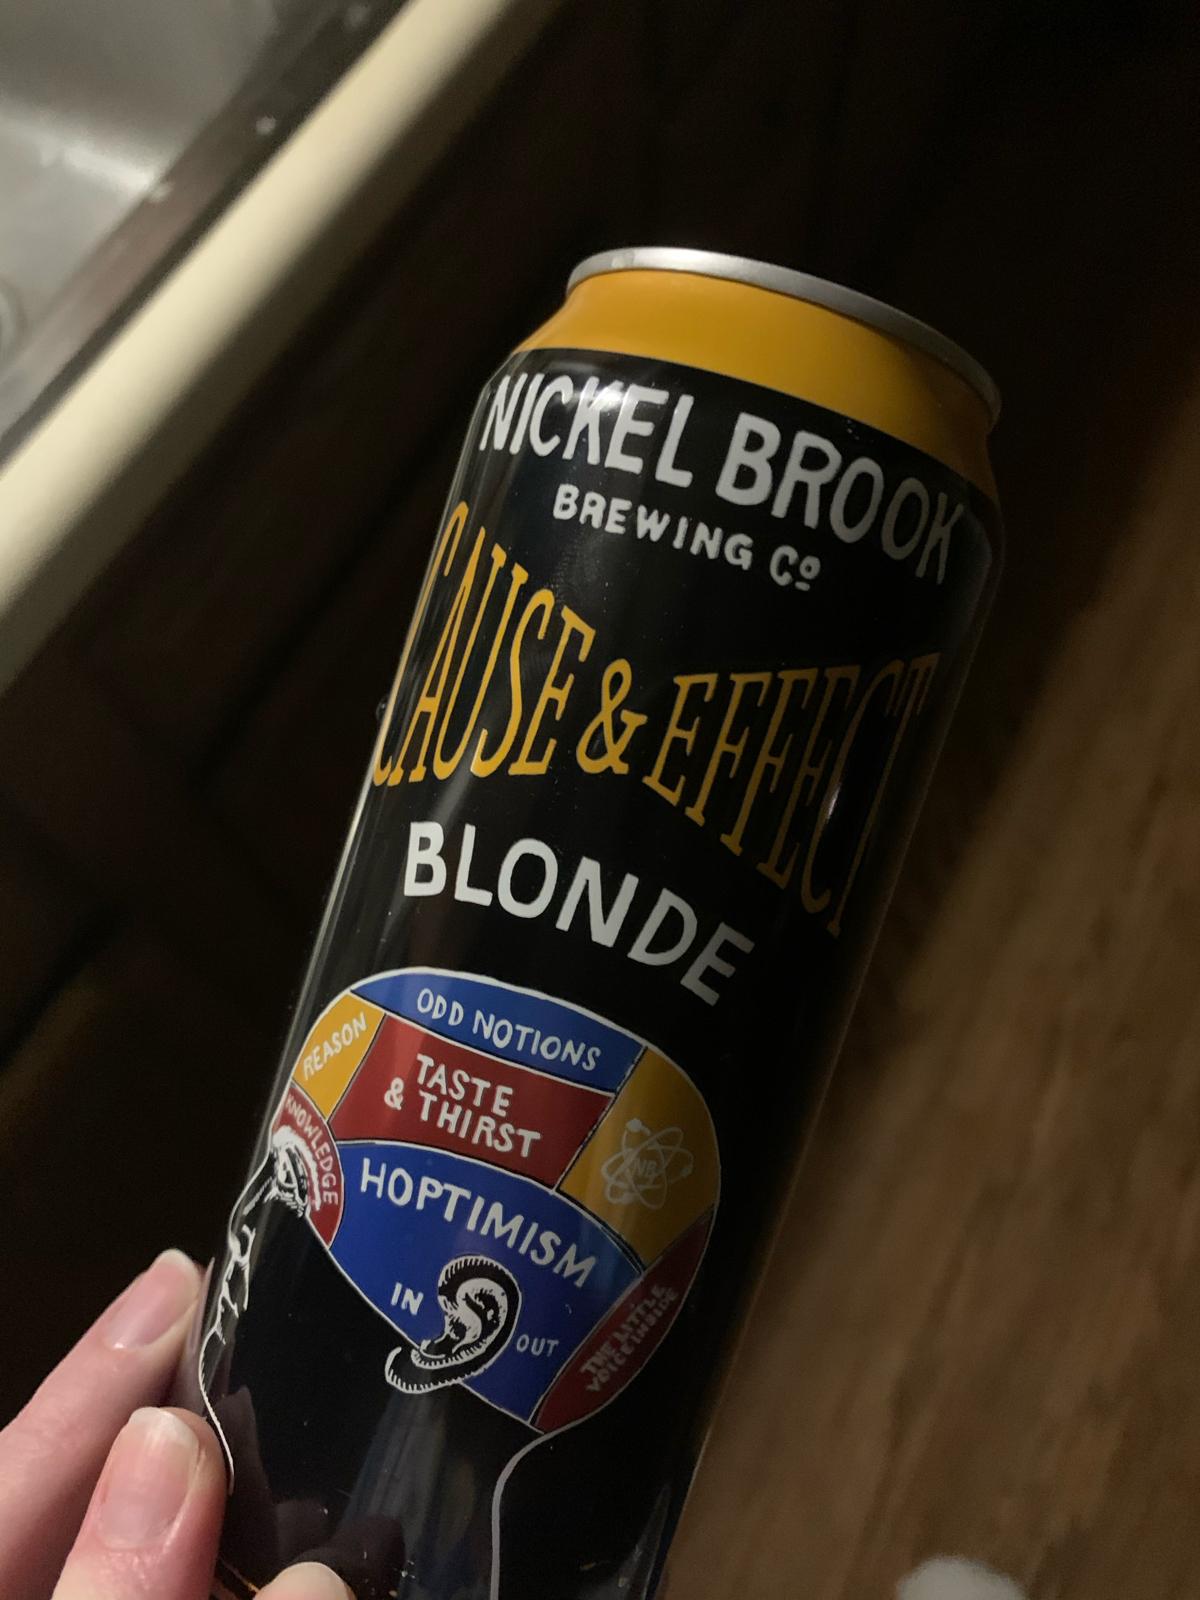 NICKEL BROOK
BREWING Cº
CAUSE & EFFECT
BLONDE
ODD NOTIONS
REASON
TASTE
& THIRST
KNOWLEDGE
NB
HOPTIMISM
IN
OUT
THE LITTLE
VOICE INSIDE